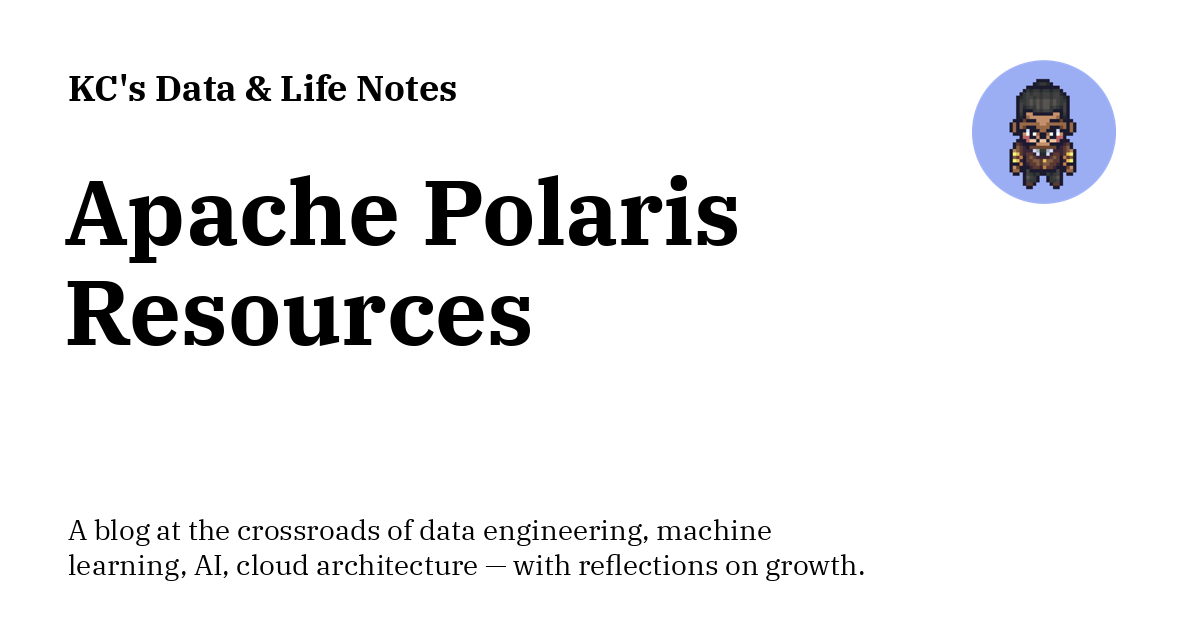 KC's Data & Life Notes
Apache Polaris
Resources
A blog at the crossroads of data engineering, machine
learning, AI, cloud architecture — with reflections on growth.